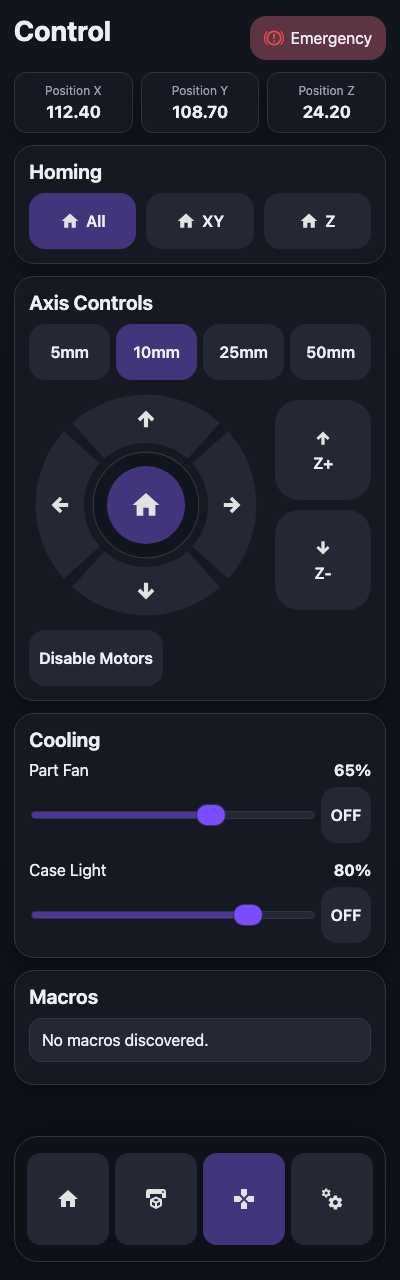 Control
Emergency
Position X
112.40
Position Y
108.70
Position Z
24.20
Homing
All
XY
Z
Axis Controls
5mm
10mm
25mm
50mm
Z+
Z-
Disable Motors
Cooling
Part Fan
65%
OFF
Case Light
80%
OFF
Macros
No macros discovered.